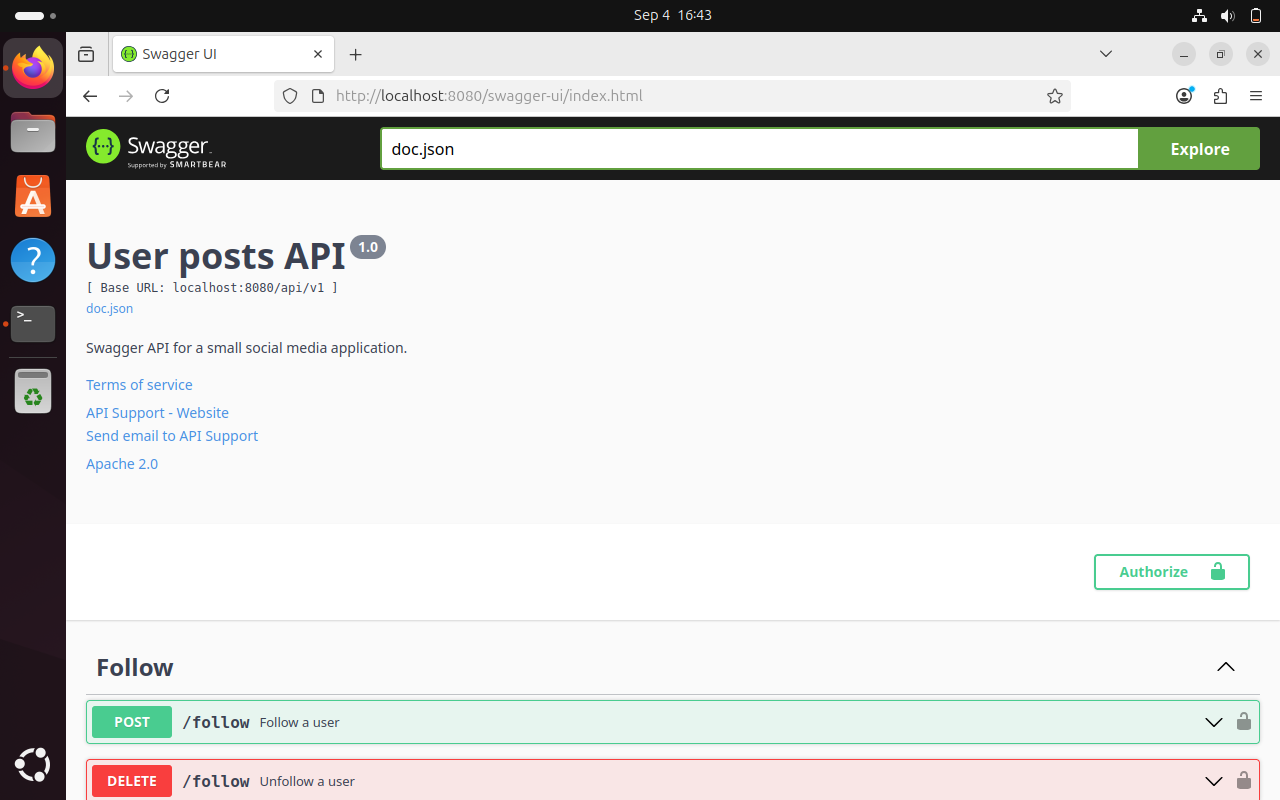 Sep 4 16:43
Swagger UI
http://localhost:8080/swagger-ui/index.html
Swagger
Supported by SMARTBEAR
doc.json
Explore
User posts API 1.0
[ Base URL: localhost:8080/api/v1 ]
doc.json
Swagger API for a small social media application.
Terms of service
API Support - Website
Send email to API Support
Apache 2.0
Authorize
Follow
POST /follow Follow a user
DELETE /follow Unfollow a user